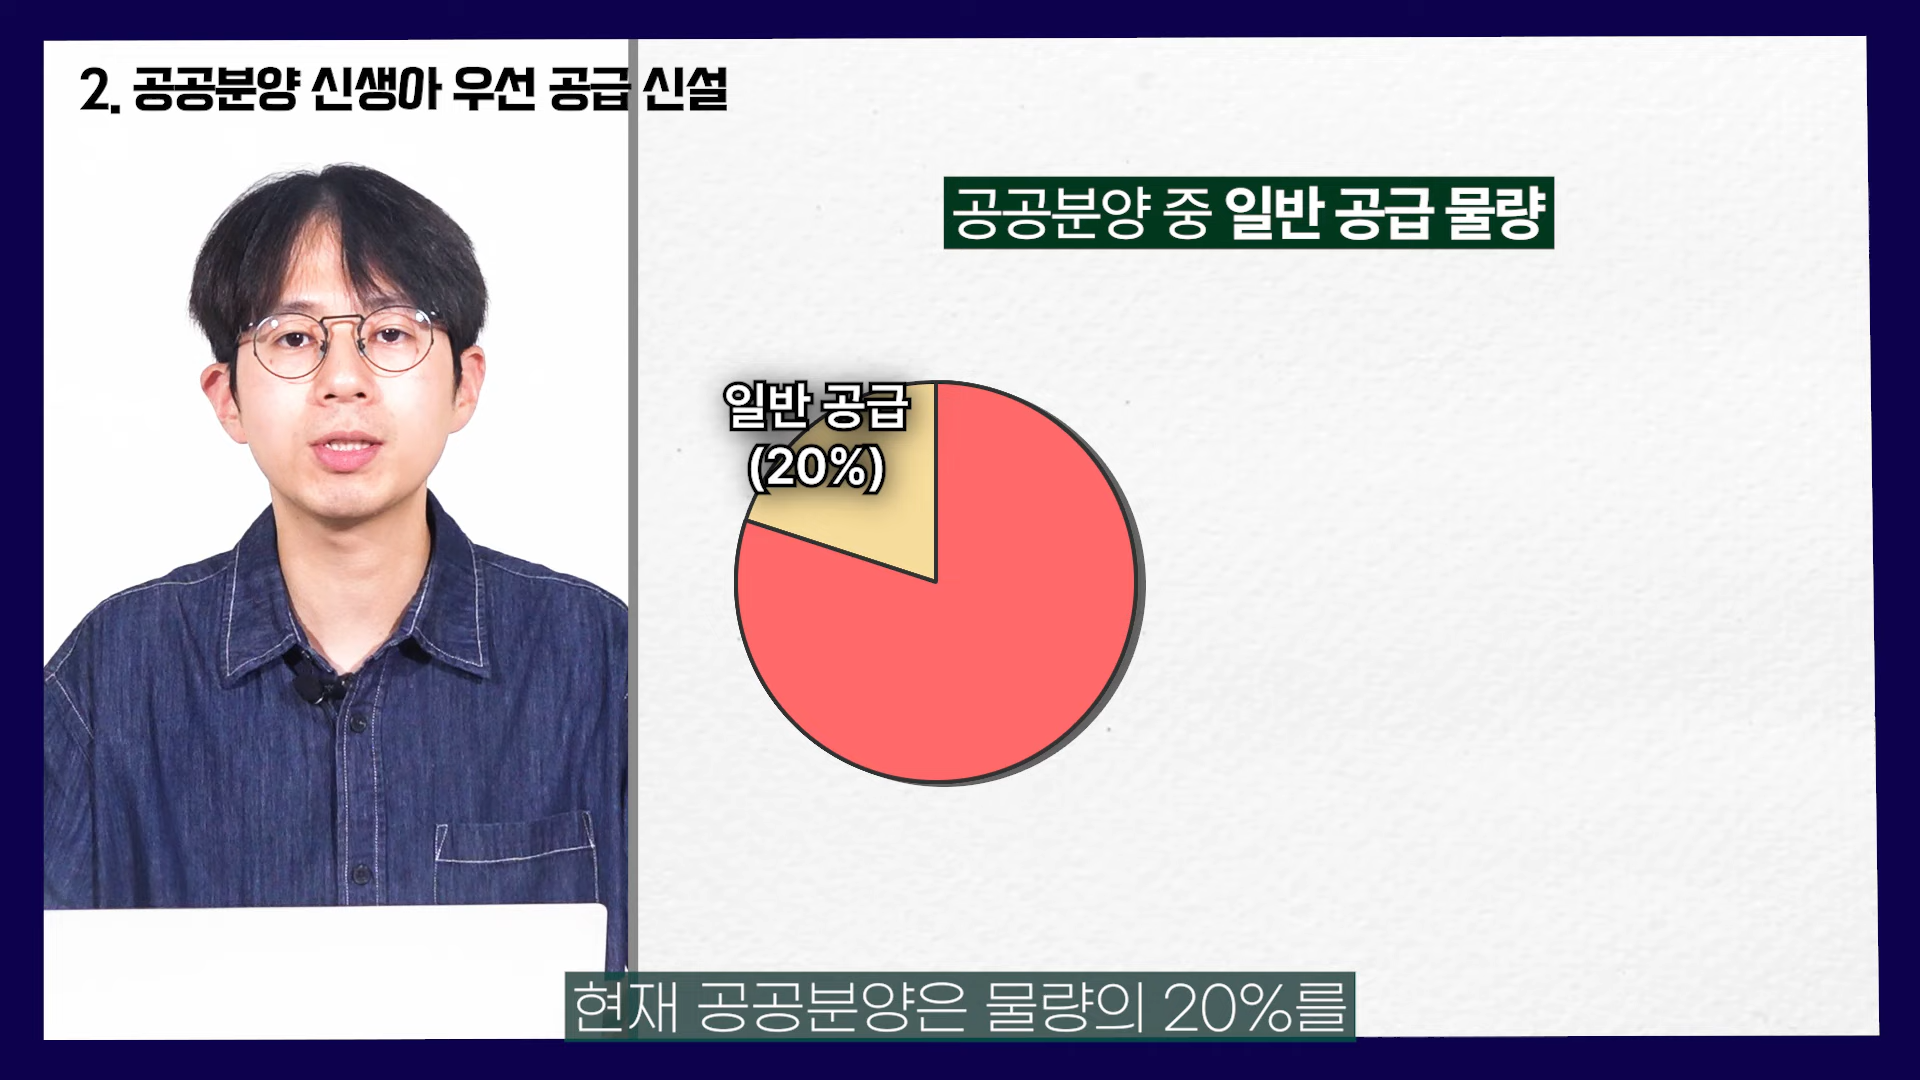 2. 공공분양 신생아 우선 공급 신설
공공분양 중 일반 공급 물량
일반 공급
(20%)
현재 공공분양은 물량의 20%를